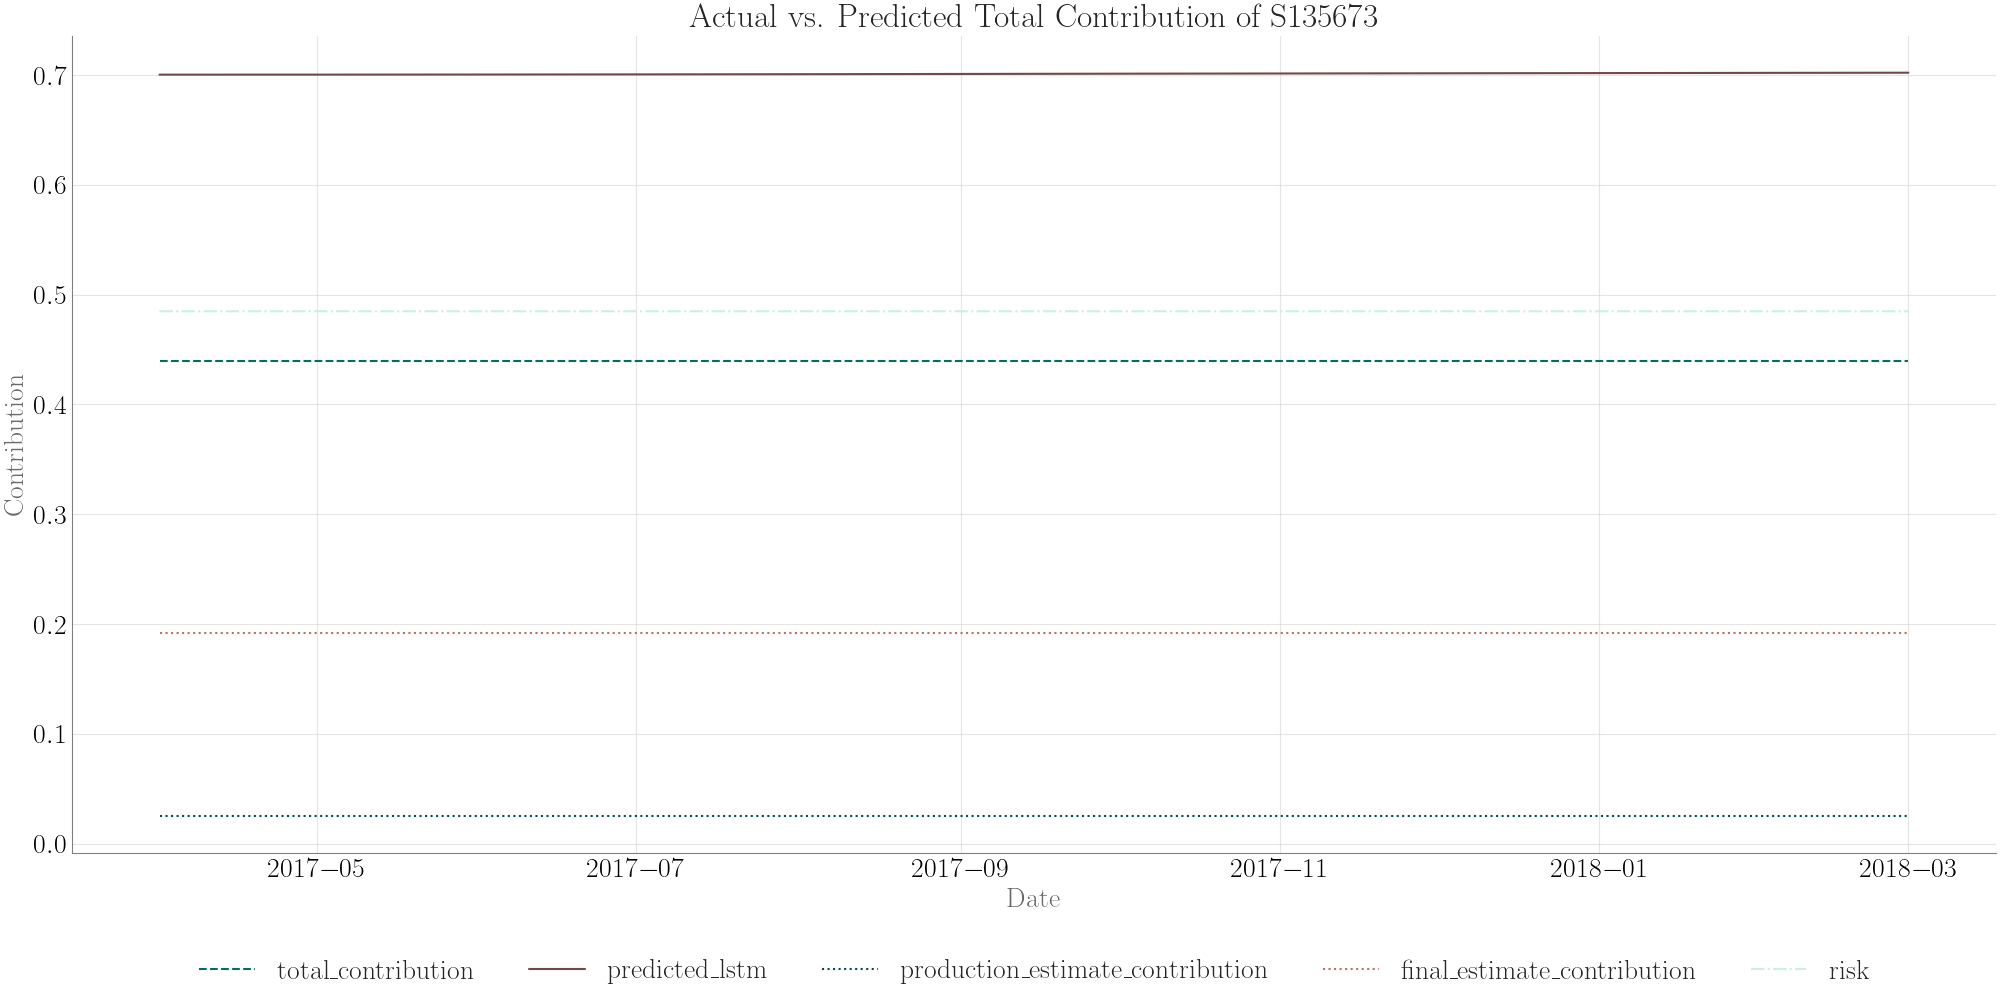 Actual vs. Predicted Total Contribution of S135673
0.7
0.6
0.5
0.4
0.3
0.2
0.1
0.0
Contribution
2017–05 2017–07 2017–09 2017–11 2018–01 2018–03
Date
total_contribution predicted_lstm production_estimate_contribution final_estimate_contribution risk